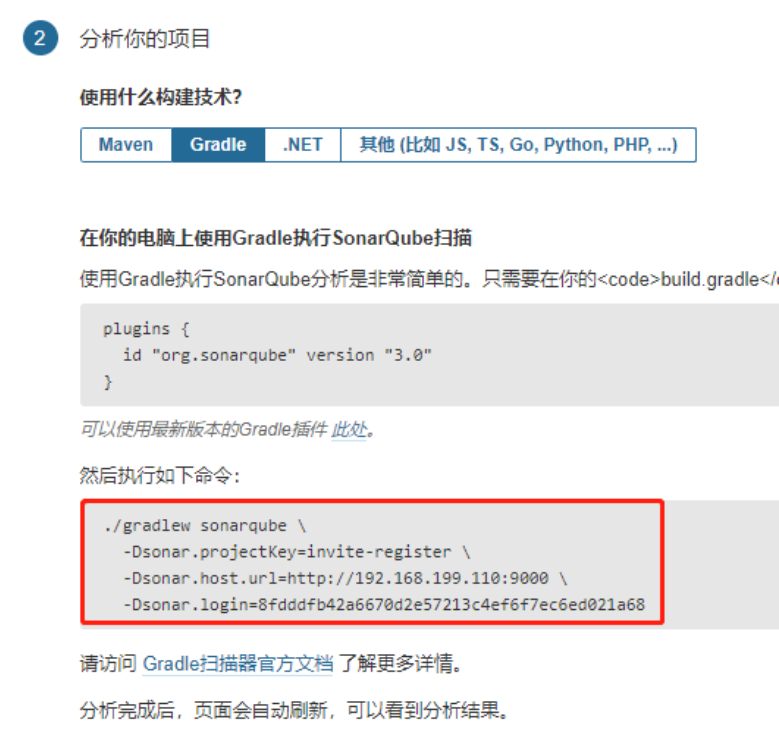 2 分析你的项目
使用什么构建技术?
Maven Gradle .NET 其他 (比如 JS, TS, Go, Python, PHP, ...)
在你的电脑上使用Gradle执行SonarQube扫描
使用Gradle执行SonarQube分析是非常简单的。只需要在你的<code>build.gradle</
plugins {
id "org.sonarqube" version "3.0"
}
可以使用最新版本的Gradle插件 此处。
然后执行如下命令:
./gradlew sonarqube \
-Dsonar.projectKey=invite-register \
-Dsonar.host.url=http://192.168.199.110:9000 \
-Dsonar.login=8fdddfb42a6670d2e57213c4ef6f7ec6ed021a68
请访问 Gradle扫描器官方文档 了解更多详情。
分析完成后，页面会自动刷新，可以看到分析结果。